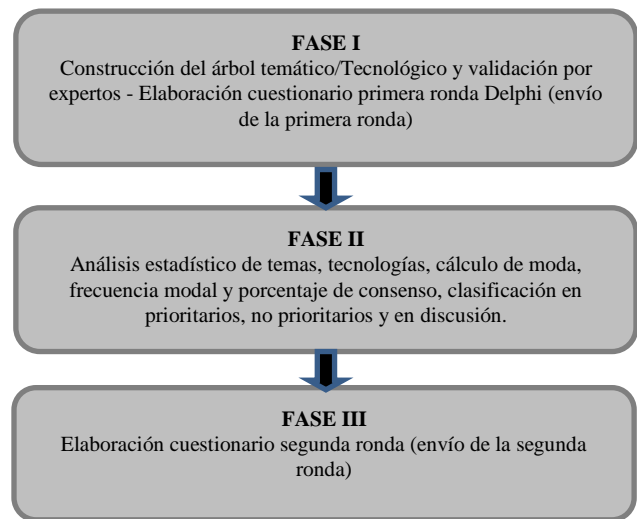 FASE I
Construcción del árbol temático/Tecnológico y validación por
expertos - Elaboración cuestionario primera ronda Delphi (envío
de la primera ronda)
FASE II
Análisis estadístico de temas, tecnologías, cálculo de moda,
frecuencia modal y porcentaje de consenso, clasificación en
prioritarios, no prioritarios y en discusión.
FASE III
Elaboración cuestionario segunda ronda (envío de la segunda
ronda)